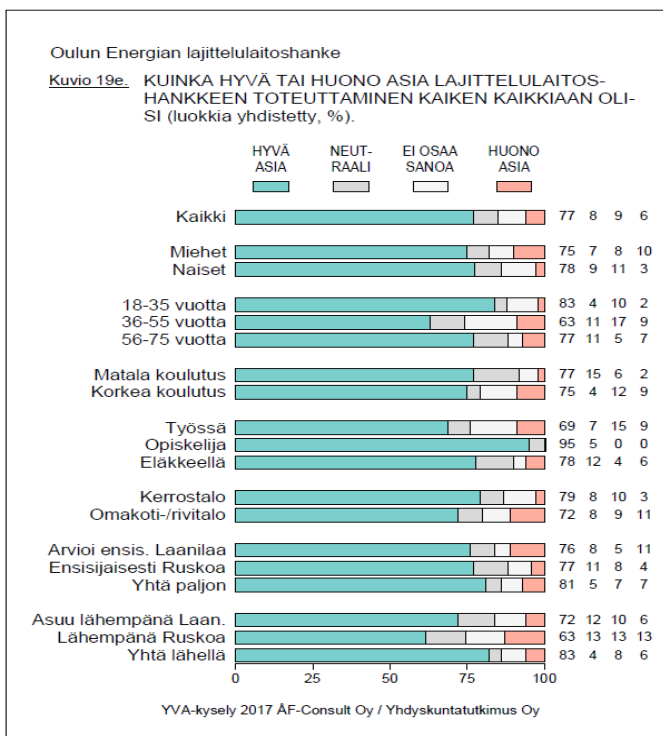 Oulun Energian lajittelulaitoshanke
Kuvio 19e. KUINKA HYVÄ TAI HUONO ASIA LAJITTELULAITOS-
HANKKEEN TOTEUTTAMINEN KAIKEN KAIKKIAAN OLI-
SI (luokkia yhdistetty, %).
HYVÄ ASIA NEUT-RAALI EI OSAA SANOA HUONO ASIA
Kaikki 77 8 9 6
Miehet 75 7 8 10
Naiset 78 9 11 3
18-35 vuotta 83 4 10 2
36-55 vuotta 63 11 17 9
56-75 vuotta 77 11 5 7
Matala koulutus 77 15 6 2
Korkea koulutus 75 4 12 9
Työssä 69 7 15 9
Opiskelija 95 5 0 0
Eläkkeellä 78 12 4 6
Kerrostalo 79 8 10 3
Omakoti-/rivitalo 72 8 9 11
Arvioi ensis. Laanilaa 76 8 5 11
Ensisijaisesti Ruskoa 77 11 8 4
Yhtä paljon 81 5 7 7
Asuu lähempänä Laan. 72 12 10 6
Lähempänä Ruskoa 63 13 13 13
Yhtä lähellä 83 4 8 6
0 25 50 75 100
YVA-kysely 2017 ÅF-Consult Oy / Yhdyskuntatutkimus Oy